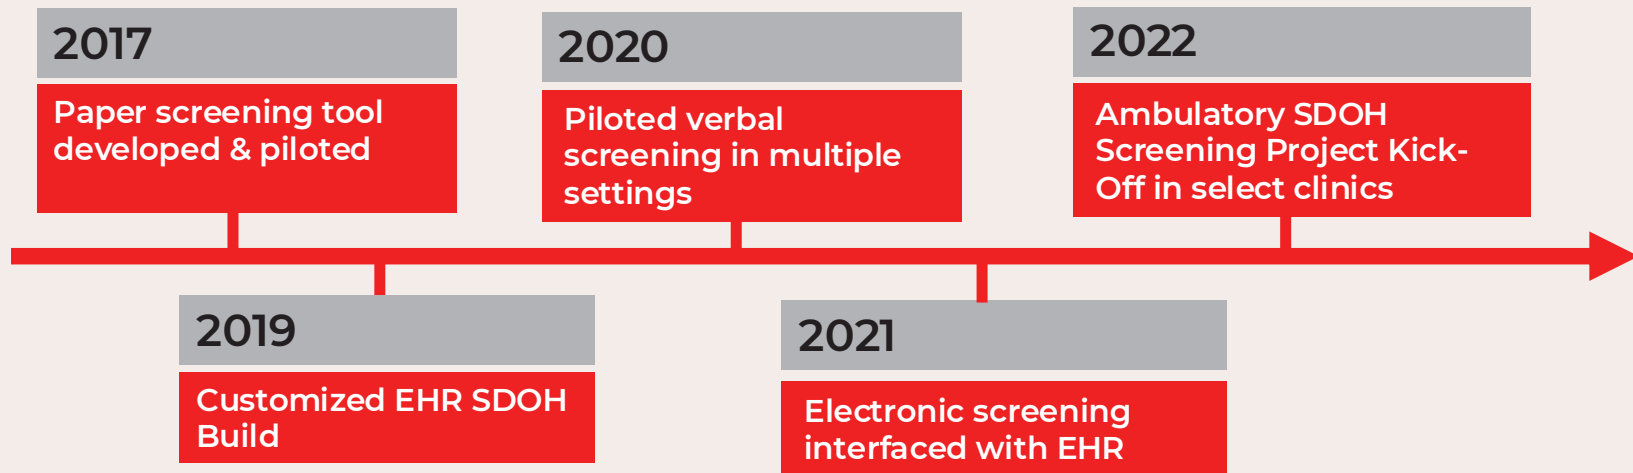 2017
Paper screening tool
developed & piloted
2019
Customized EHR SDOH
Build
2020
Piloted verbal
screening in multiple
settings
2021
Electronic screening
interfaced with EHR
2022
Ambulatory SDOH
Screening Project Kick-
Off in select clinics